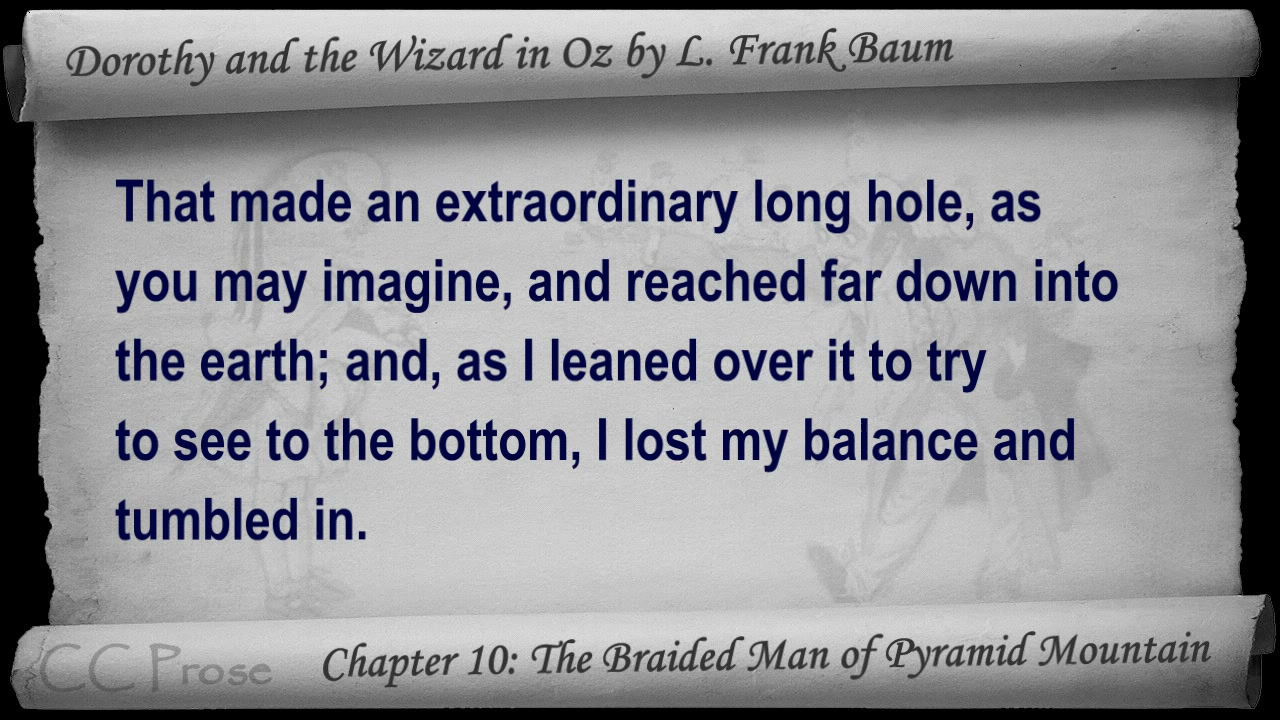 Dorothy and the Wizard in Oz by L. Frank Baum
That made an extraordinary long hole, as
you may imagine, and reached far down into
the earth; and, as I leaned over it to try
to see to the bottom, I lost my balance and
tumbled in.
CC Prose
Chapter 10: The Braided Man of Pyramid Mountain